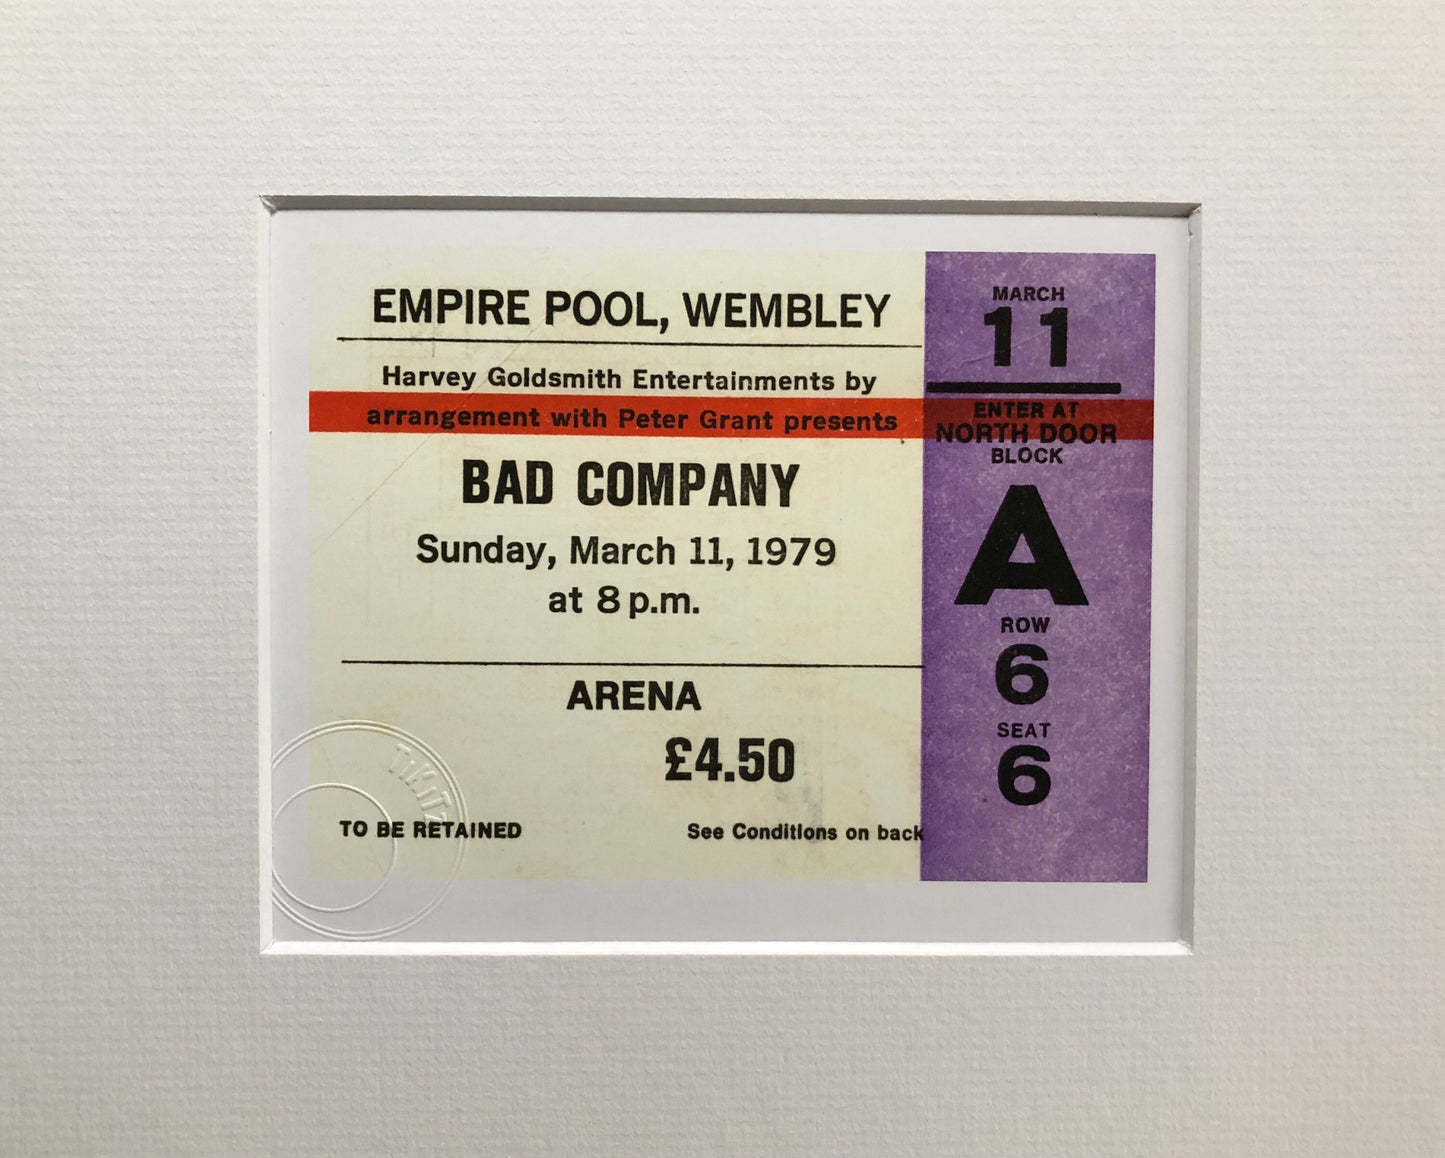 EMPIRE POOL, WEMBLEY
Harvey Goldsmith Entertainments by
arrangement with Peter Grant presents
BAD COMPANY
Sunday, March 11, 1979
at 8 p.m.
ARENA
£4.50
TO BE RETAINED
See Conditions on back
MARCH
11
ENTER AT
NORTH DOOR
BLOCK
A
ROW
6
SEAT
6
TiKiTZ